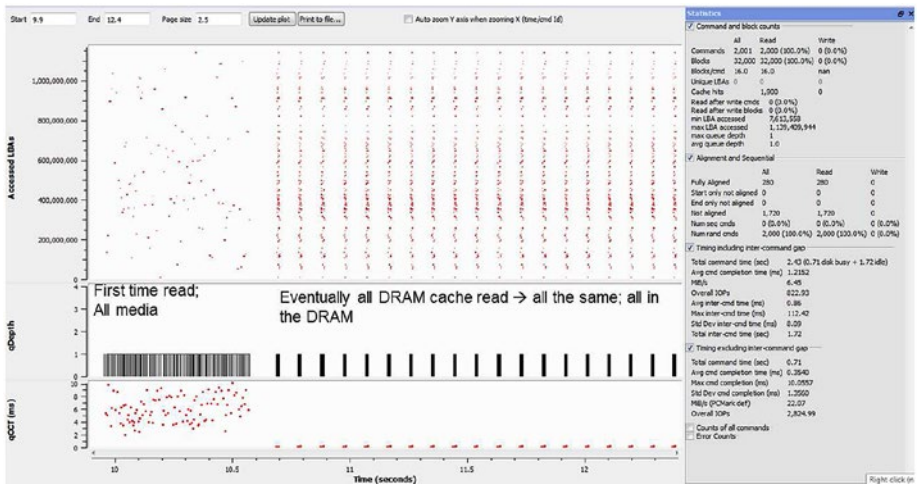 Start 9.9 End 12.4 Page size 2.5 Update plot Print to file... Auto zoom Y axis when zooming X (time/cmd Id)
Accessed LBAs
1,000,000,000
800,000,000
600,000,000
400,000,000
200,000,000
0
qDepth
4
3
2
1
0
First time read;
All media
Eventually all DRAM cache read → all the same; all in
the DRAM
qCCT (ms)
10
8
6
4
2
0
10 10.5 11 11.5 12
Time (seconds)
Statistics
Command and block counts
All Read Write
Commands 2,001 2,000 (100.0%) 0 (0.0%)
Blocks 32,000 32,000 (100.0%) 0 (0.0%)
Blocks/cmd 16.0 16.0 nan
Unique LBAs 0 0 0
Cache hits 1,900 0
Read after write cmds 0 (0.0%)
Read after write blocks 0 (0.0%)
min LBA accessed 7,613,558
max LBA accessed 1,139,409,944
max queue depth 1
avg queue depth 1.0
Alignment and Sequential
All Read Write
Fully Aligned 280 280 0
Start only not aligned 0 0 0
End only not aligned 0 0 0
Not aligned 1,720 1,720 0
Num seq cmds 0 (0.0%) 0 (0.0%) 0 (0.0%)
Num rand cmds 2,000 (100.0%) 2,000 (100.0%) 0 (0.0%)
Timing including inter-command gap
Total command time (sec) 2.43 (0.71 disk busy + 1.72 idle)
Avg cmd completion time (ms) 1.2152
MiB/s 6.45
Overall IOPs 822.93
Avg inter-cmd time (ms) 0.86
Max inter-cmd time (ms) 112.42
Std Dev inter-cmd time (ms) 8.09
Total inter-cmd time (sec) 1.72
Timing excluding inter-command gap
Total command time (sec) 0.71
Avg cmd completion time (ms) 0.3540
Max cmd completion (ms) 10.0557
Std Dev cmd completion (ms) 1.3560
MiB/s (PCMark def) 22.07
Overall IOPs 2,824.99
Counts of all commands
Error Counts
Right click (n